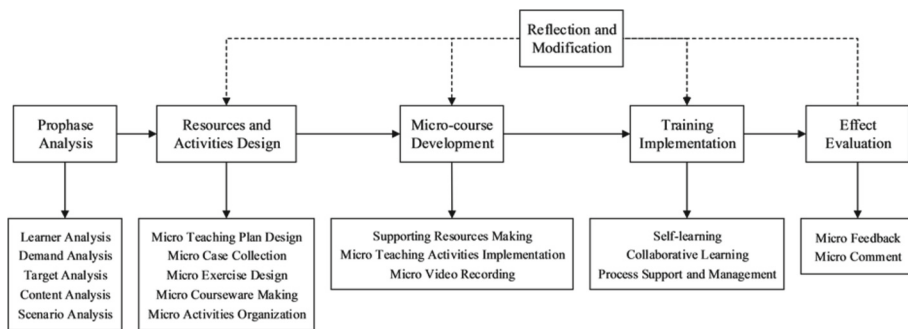 Reflection and
Modification
Prophase
Analysis
Resources and
Activities Design
Micro-course
Development
Training
Implementation
Effect
Evaluation
Learner Analysis
Demand Analysis
Target Analysis
Content Analysis
Scenario Analysis
Micro Teaching Plan Design
Micro Case Collection
Micro Exercise Design
Micro Courseware Making
Micro Activities Organization
Supporting Resources Making
Micro Teaching Activities Implementation
Micro Video Recording
Self-learning
Collaborative Learning
Process Support and Management
Micro Feedback
Micro Comment